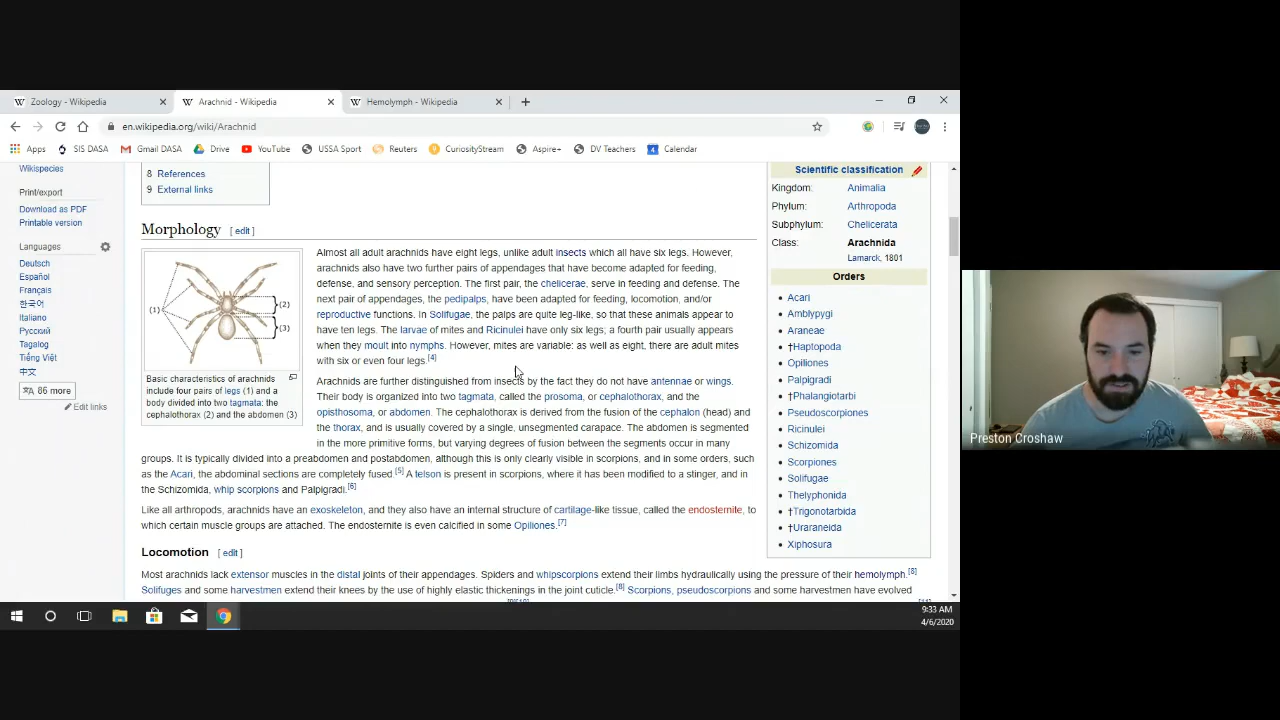 Zoology - Wikipedia
Arachnid - Wikipedia
Hemolymph - Wikipedia
en.wikipedia.org/wiki/Arachnid
Apps SIS DASA Gmail DASA Drive YouTube USSA Sport Reuters CuriosityStream Aspire+ DV Teachers Calendar
Wikispecies
Print/export
Download as PDF
Printable version
Languages
Deutsch
Español
Français
한국어
Italiano
Русский
Tagalog
Tiếng Việt
中文
86 more
Edit links
8 References
9 External links
Morphology [ edit ]
(1)
(2)
(3)
Basic characteristics of arachnids
include four pairs of legs (1) and a
body divided into two tagmata: the
cephalothorax (2) and the abdomen (3)
Almost all adult arachnids have eight legs, unlike adult insects which all have six legs. However,
arachnids also have two further pairs of appendages that have become adapted for feeding,
defense, and sensory perception. The first pair, the chelicerae, serve in feeding and defense. The
next pair of appendages, the pedipalps, have been adapted for feeding, locomotion, and/or
reproductive functions. In Solifugae, the palps are quite leg-like, so that these animals appear to
have ten legs. The larvae of mites and Ricinulei have only six legs; a fourth pair usually appears
when they moult into nymphs. However, mites are variable: as well as eight, there are adult mites
with six or even four legs.[4]
Arachnids are further distinguished from insects by the fact they do not have antennae or wings.
Their body is organized into two tagmata, called the prosoma, or cephalothorax, and the
opisthosoma, or abdomen. The cephalothorax is derived from the fusion of the cephalon (head) and
the thorax, and is usually covered by a single, unsegmented carapace. The abdomen is segmented
in the more primitive forms, but varying degrees of fusion between the segments occur in many
groups. It is typically divided into a preabdomen and postabdomen, although this is only clearly visible in scorpions, and in some orders, such
as the Acari, the abdominal sections are completely fused.[5] A telson is present in scorpions, where it has been modified to a stinger, and in
the Schizomida, whip scorpions and Palpigradi.[6]
Like all arthropods, arachnids have an exoskeleton, and they also have an internal structure of cartilage-like tissue, called the endosternite, to
which certain muscle groups are attached. The endosternite is even calcified in some Opiliones.[7]
Locomotion [ edit ]
Most arachnids lack extensor muscles in the distal joints of their appendages. Spiders and whipscorpions extend their limbs hydraulically using the pressure of their hemolymph.[8]
Solifuges and some harvestmen extend their knees by the use of highly elastic thickenings in the joint cuticle.[8] Scorpions, pseudoscorpions and some harvestmen have evolved
Scientific classification
Kingdom: Animalia
Phylum: Arthropoda
Subphylum: Chelicerata
Class: Arachnida
Lamarck, 1801
Orders
• Acari
• Amblypygi
• Araneae
• †Haptopoda
• Opiliones
• Palpigradi
• †Phalangiotarbi
• Pseudoscorpiones
• Ricinulei
• Schizomida
• Scorpiones
• Solifugae
• Thelyphonida
• †Trigonotarbida
• †Uraraneida
• Xiphosura
9:33 AM
4/6/2020
Preston Croshaw